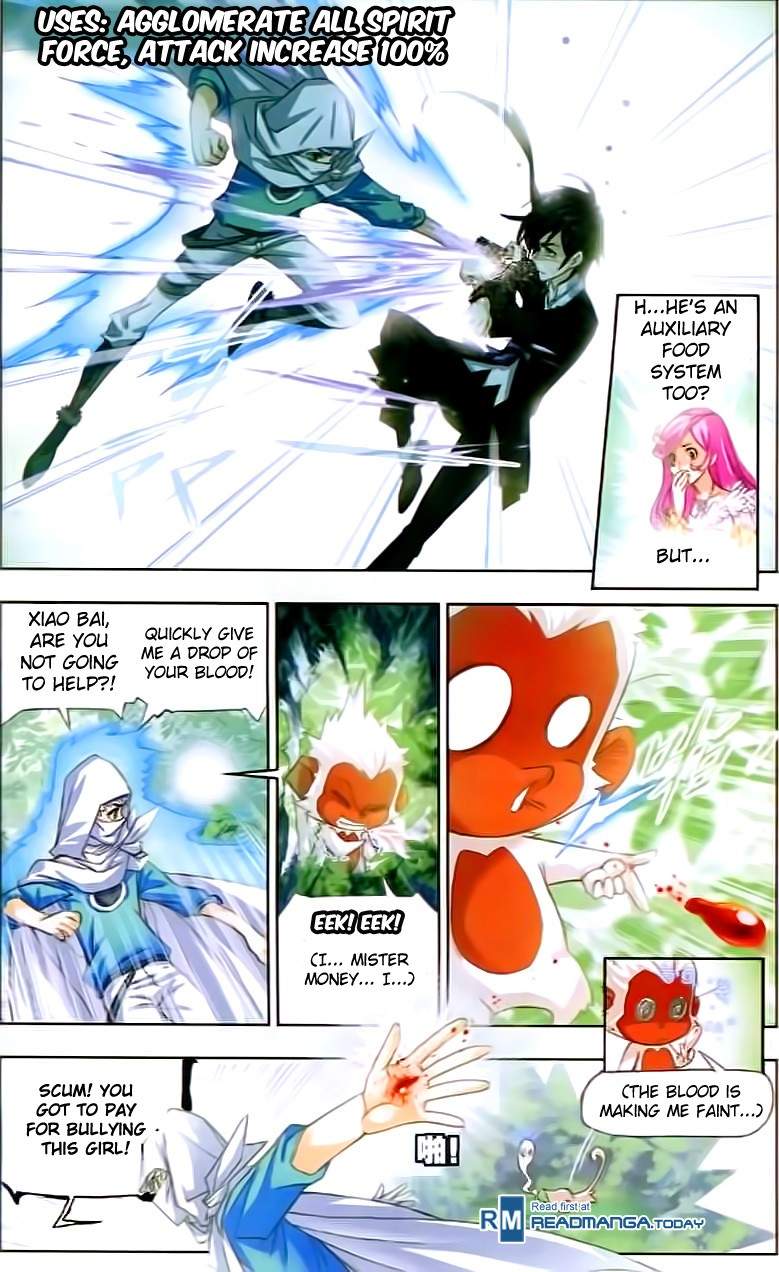 USES: AGGLOMERATE ALL SPIRIT
FORCE, ATTACK INCREASE 100%
H...HE'S AN
AUXILIARY
FOOD
SYSTEM
TOO?
BUT...
XIAO BAI,
ARE YOU
NOT GOING
TO HELP?!
QUICKLY GIVE
ME A DROP OF
YOUR BLOOD!
EEK! EEK!
(I... MISTER
MONEY... I...)
(THE BLOOD IS
MAKING ME FAINT...)
SCUM! YOU
GOT TO PAY
FOR BULLYING
THIS GIRL!
啪!
RM
Read first at
READMANGA.TODAY